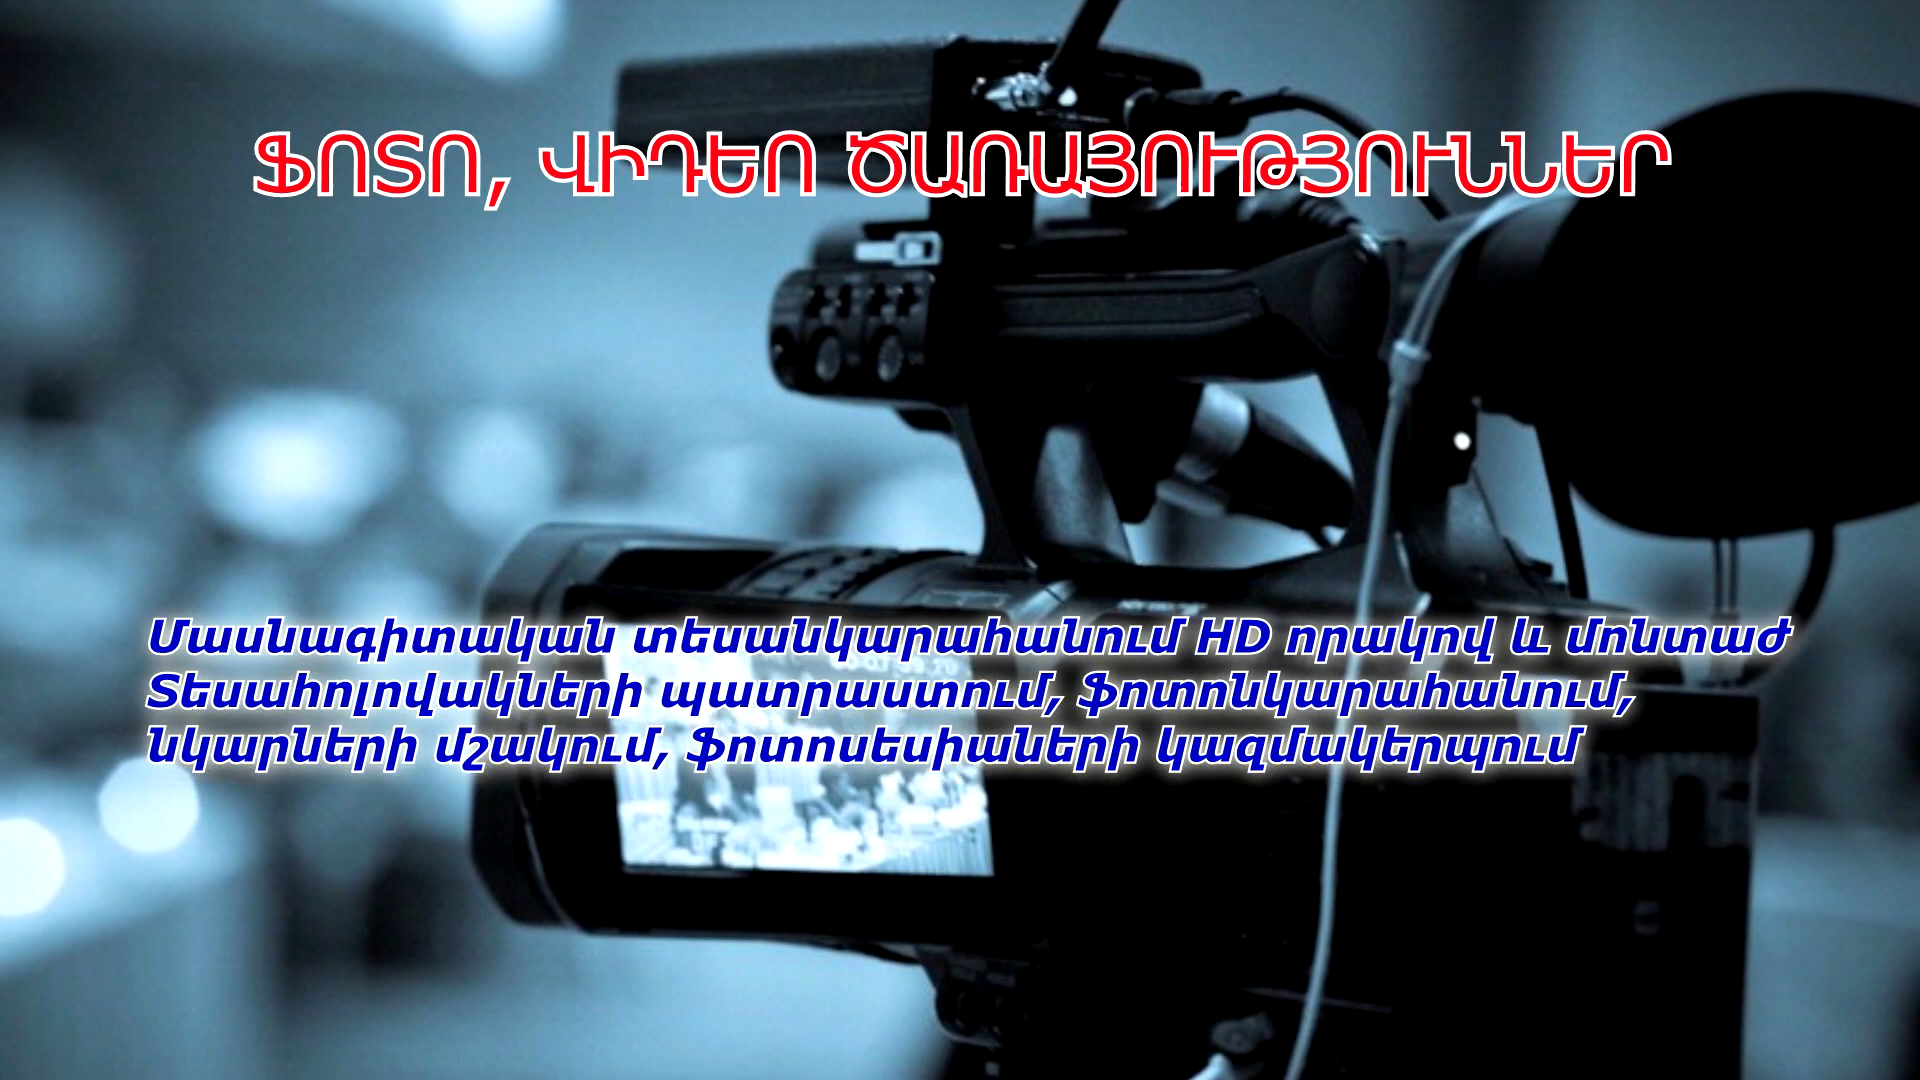 ՖՈՏՈ, ՎԻԴԵՈ ԾԱՌԱՅՈՒԹՅՈՒՆՆԵՐ
Մասնագիտական տեսանկարահանում HD որակով և մոնտաժ
Տեսահոլովակների պատրաստում, ֆոտոնկարահանում,
նկարների մշակում, ֆոտոսեսիաների կազմակերպում